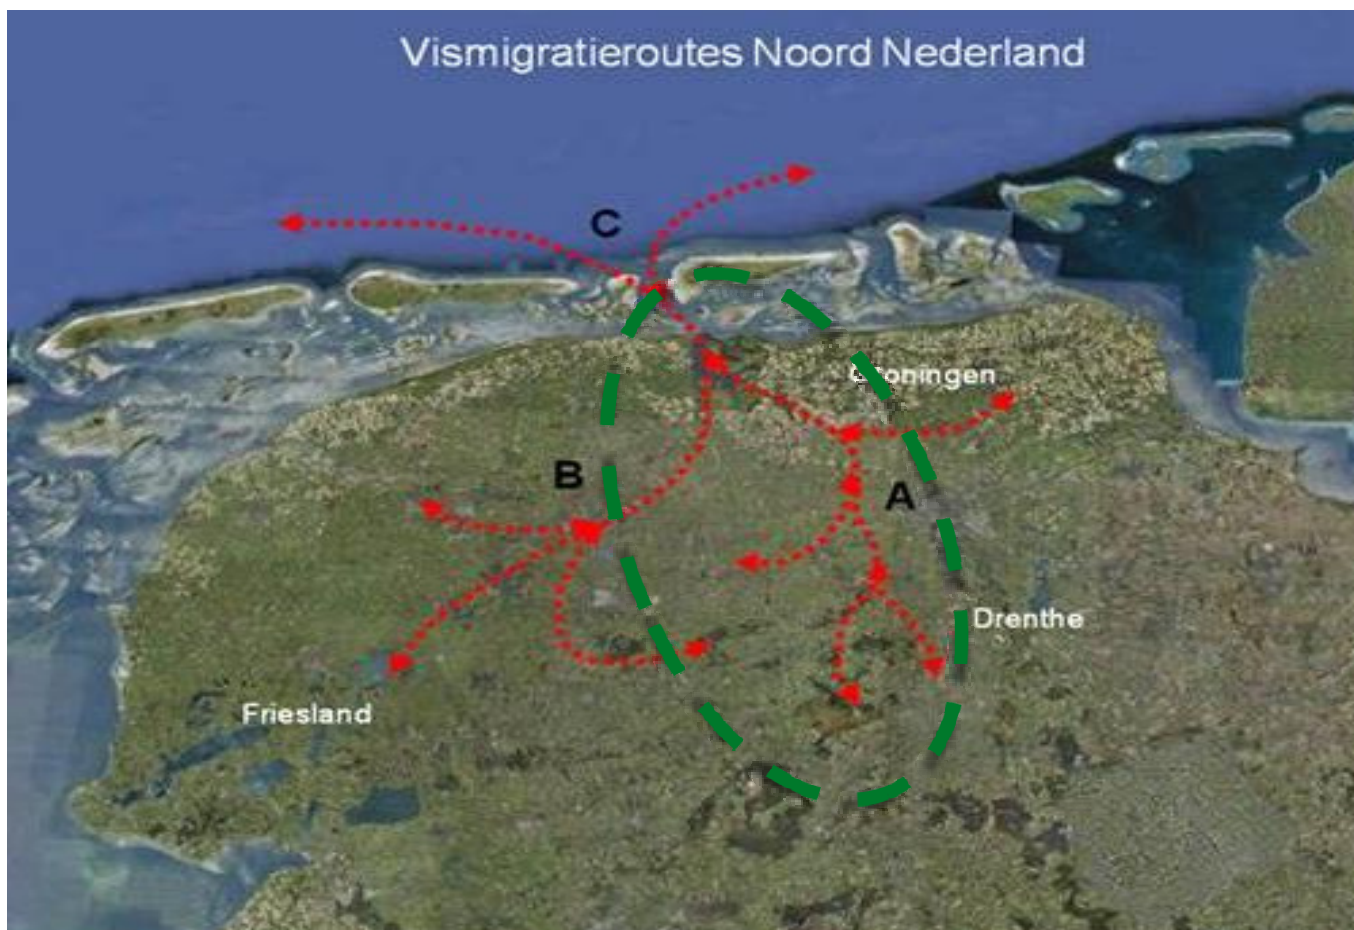 Vismigratieroutes Noord Nederland
C
Groningen
B
A
Drenthe
Friesland